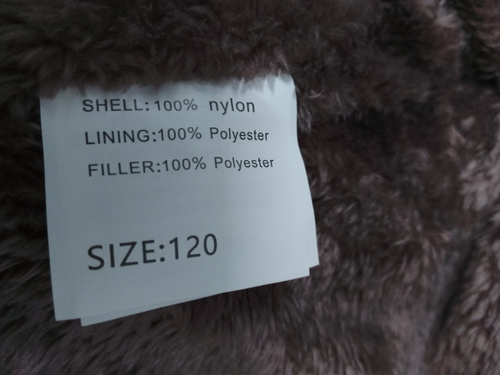 SHELL:100% nylon
LINING:100% Polyester
FILLER:100% Polyester
SIZE:120